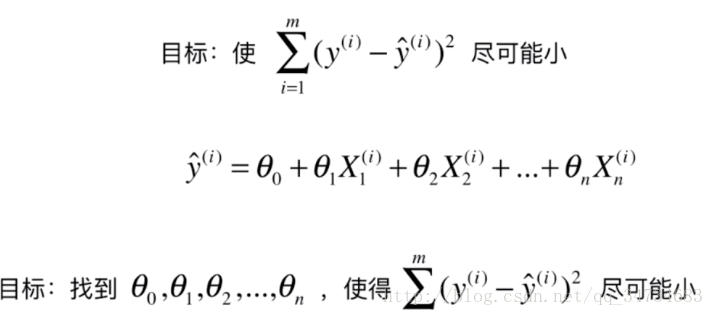 目标：使 $\sum_{i=1}^{m}(y^{(i)}-\hat{y}^{(i)})^2$ 尽可能小
$\hat{y}^{(i)}=\theta_0+\theta_1X_1^{(i)}+\theta_2X_2^{(i)}+...+\theta_nX_n^{(i)}$
目标：找到 $\theta_0,\theta_1,\theta_2,...,\theta_n$ ，使得 $\sum_{i=1}^{m}(y^{(i)}-\hat{y}^{(i)})^2$ 尽可能小